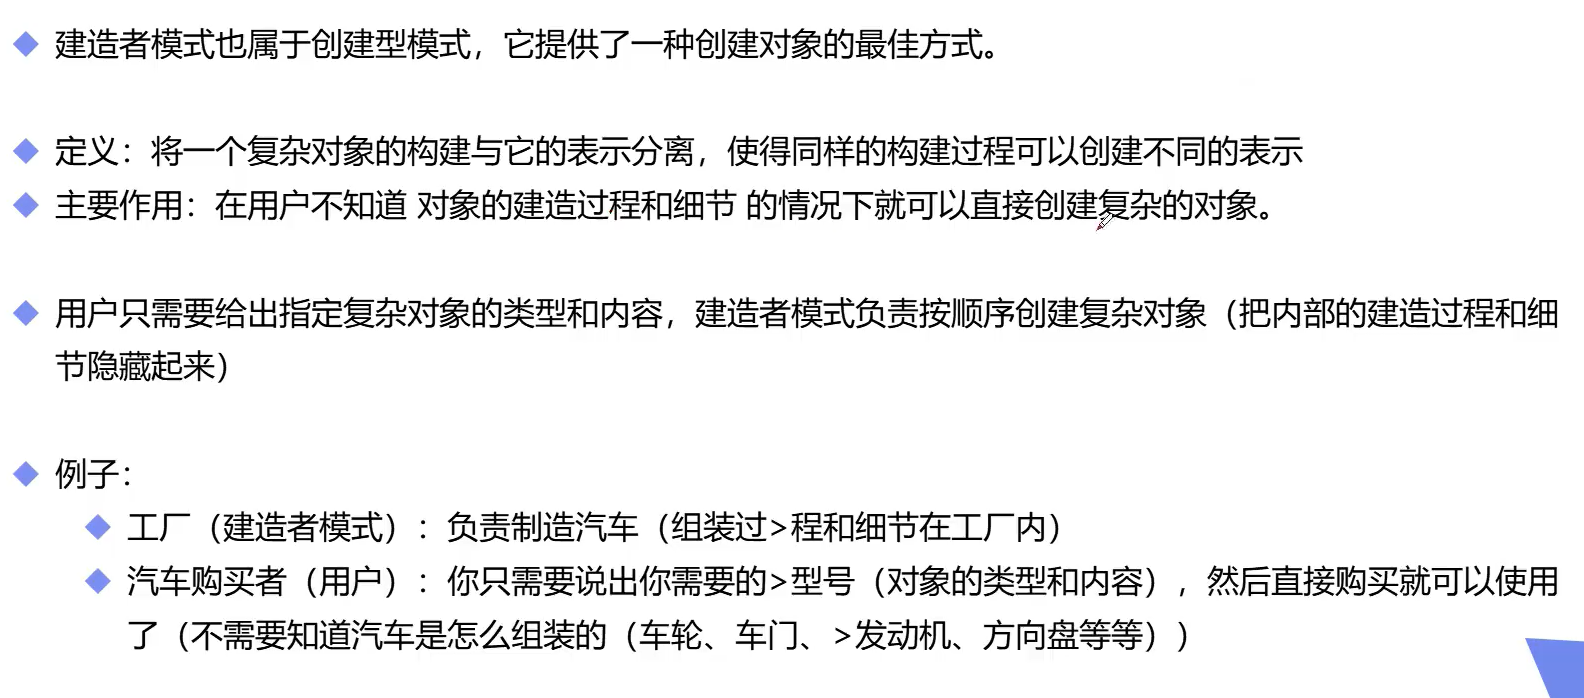 建造者模式也属于创建型模式，它提供了一种创建对象的最佳方式。
定义：将一个复杂对象的构建与它的表示分离，使得同样的构建过程可以创建不同的表示
主要作用：在用户不知道 对象的建造过程和细节 的情况下就可以直接创建复杂的对象。
用户只需要给出指定复杂对象的类型和内容，建造者模式负责按顺序创建复杂对象（把内部的建造过程和细
节隐藏起来）
例子：
工厂（建造者模式）：负责制造汽车（组装过>程和细节在工厂内）
汽车购买者（用户）：你只需要说出你需要的>型号（对象的类型和内容），然后直接购买就可以使用
了（不需要知道汽车是怎么组装的（车轮、车门、>发动机、方向盘等等））